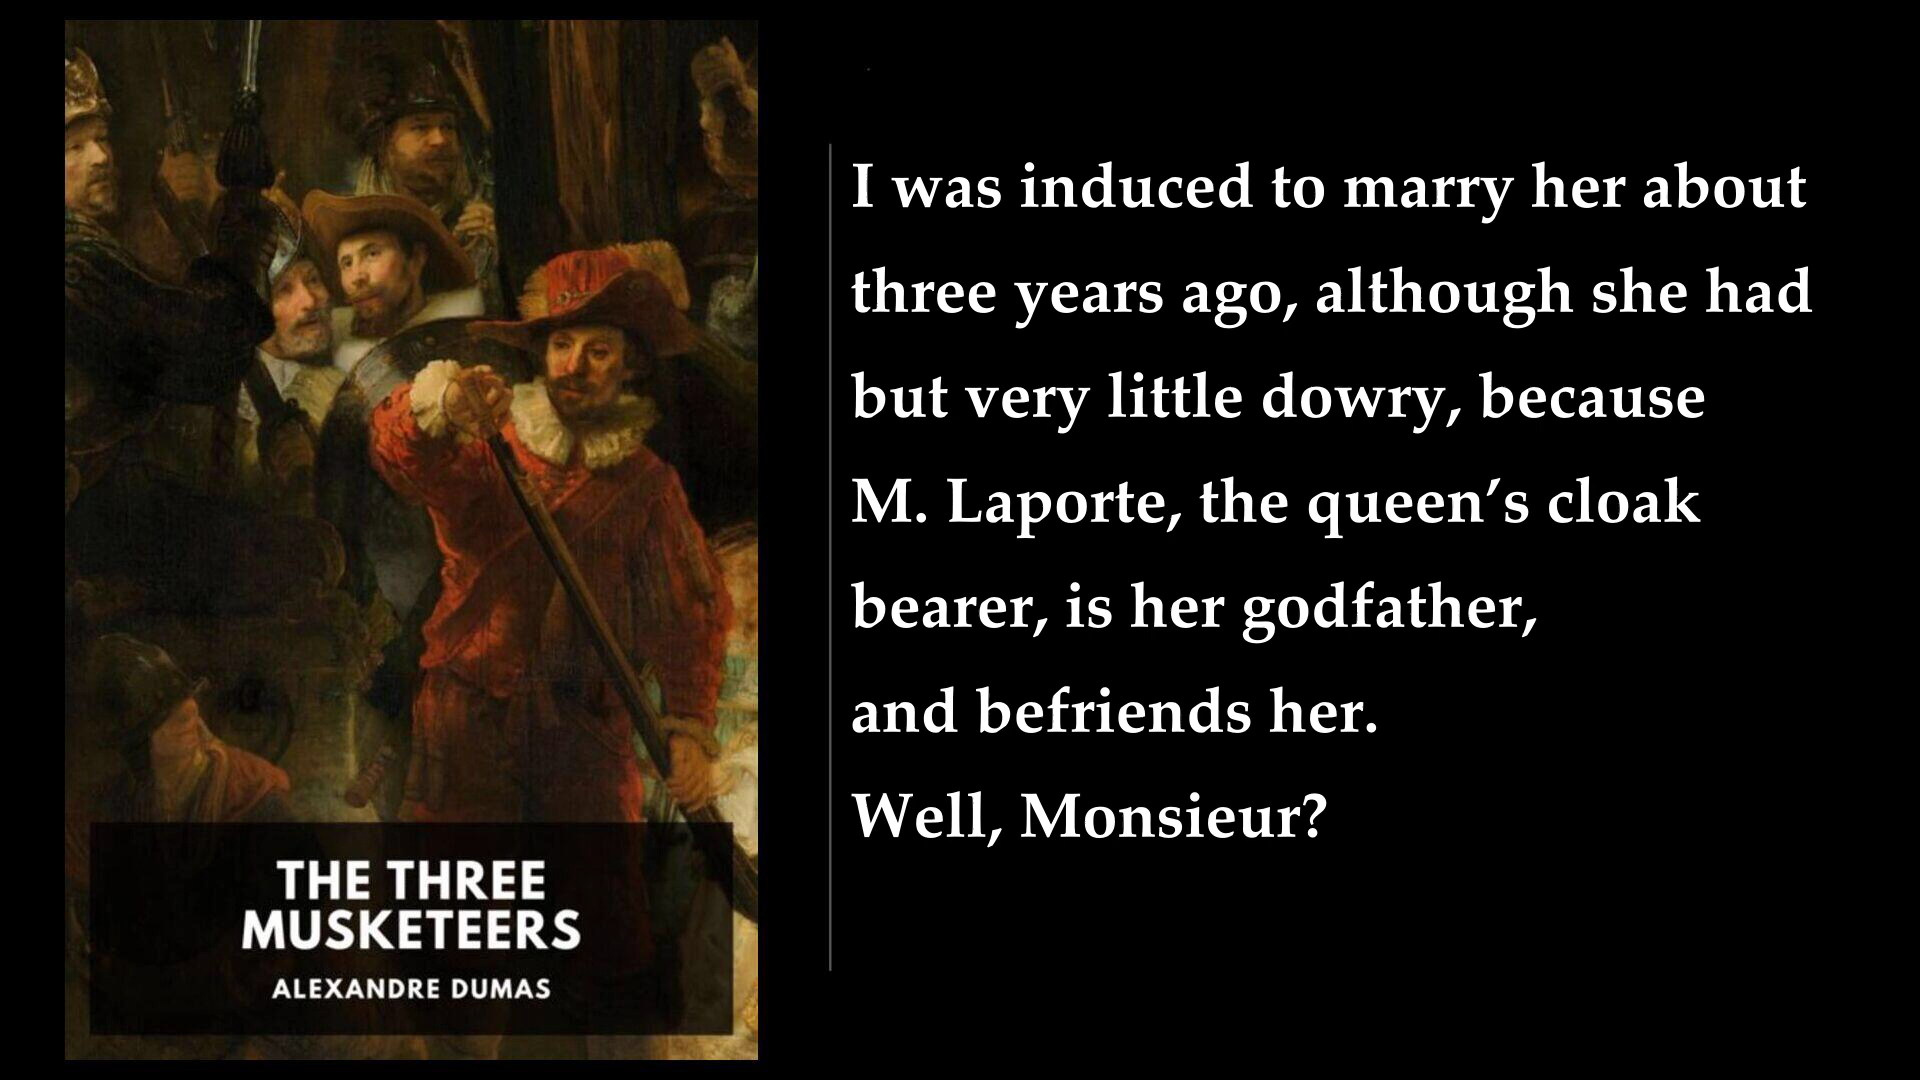 THE THREE
MUSKETEERS
ALEXANDRE DUMAS
I was induced to marry her about
three years ago, although she had
but very little dowry, because
M. Laporte, the queen’s cloak
bearer, is her godfather,
and befriends her.
Well, Monsieur?